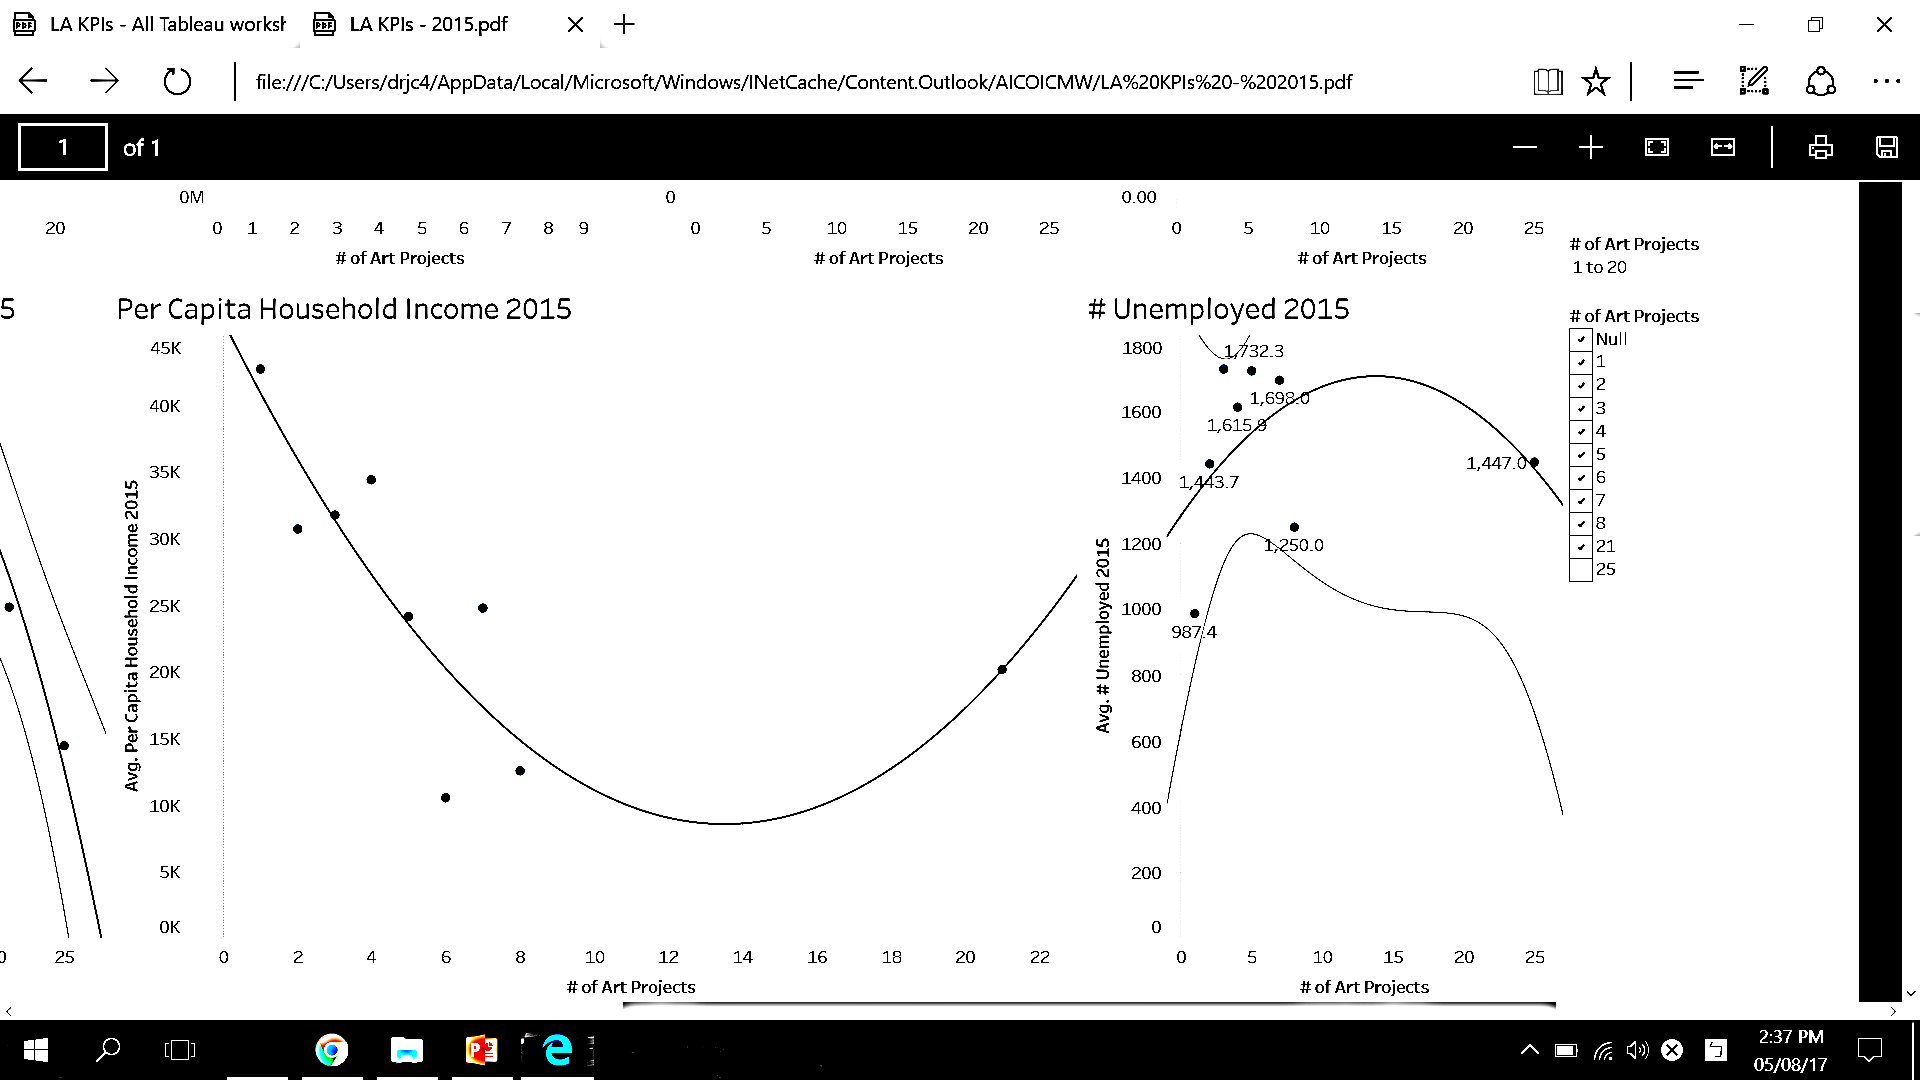 LA KPIs - All Tableau worksh
LA KPIs - 2015.pdf
file:///C:/Users/drjc4/AppData/Local/Microsoft/Windows/INetCache/Content.Outlook/AICOICMW/LA%20KPIs%20-%202015.pdf
1 of 1
0M 0 0.00
20 0 1 2 3 4 5 6 7 8 9 0 5 10 15 20 25 0 5 10 15 20 25
# of Art Projects # of Art Projects # of Art Projects
# of Art Projects
1 to 20
5
Per Capita Household Income 2015
45K
40K
35K
30K
25K
20K
15K
10K
5K
0K
Avg. Per Capita Household Income 2015
25 0 2 4 6 8 10 12 14 16 18 20 22
# of Art Projects
# Unemployed 2015
1800
1600
1400
1200
1000
800
600
400
200
0
Avg. # Unemployed 2015
1,732.3
1,698.0
1,615.9
1,443.7
1,447.0
1,250.0
987.4
0 5 10 15 20 25
# of Art Projects
# of Art Projects
Null
1
2
3
4
5
6
7
8
21
25
2:37 PM
05/08/17